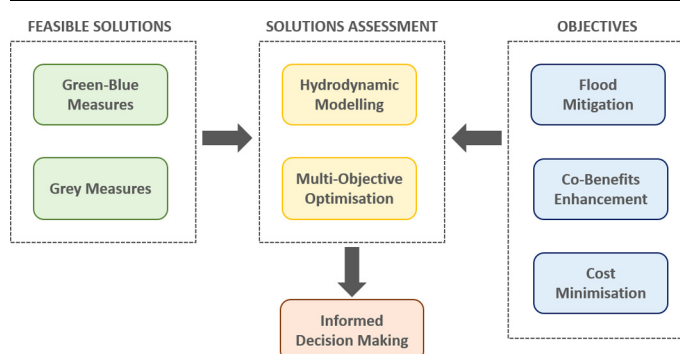 FEASIBLE SOLUTIONS
Green-Blue
Measures
Grey Measures
SOLUTIONS ASSESSMENT
Hydrodynamic
Modelling
Multi-Objective
Optimisation
OBJECTIVES
Flood
Mitigation
Co-Benefits
Enhancement
Cost
Minimisation
Informed
Decision Making